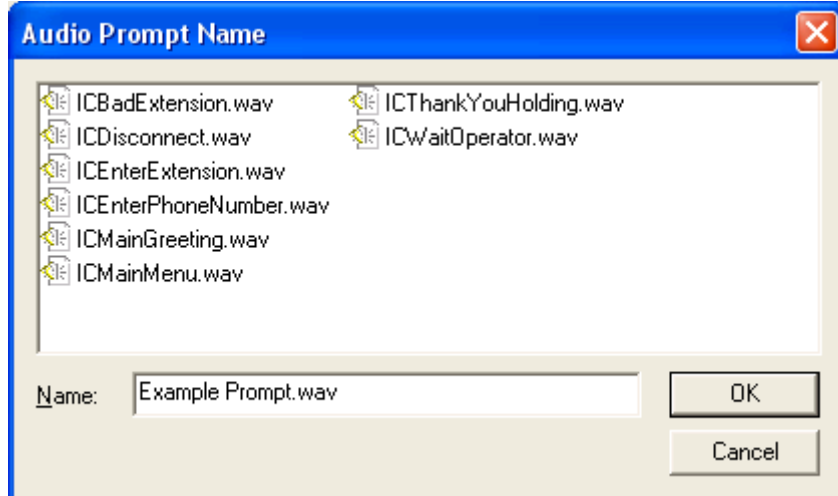 Audio Prompt Name
ICBadExtension.wav
ICDisconnect.wav
ICEnterExtension.wav
ICEnterPhoneNumber.wav
ICMainGreeting.wav
ICMainMenu.wav
ICThankYouHolding.wav
ICWaitOperator.wav
Name: Example Prompt.wav
OK
Cancel